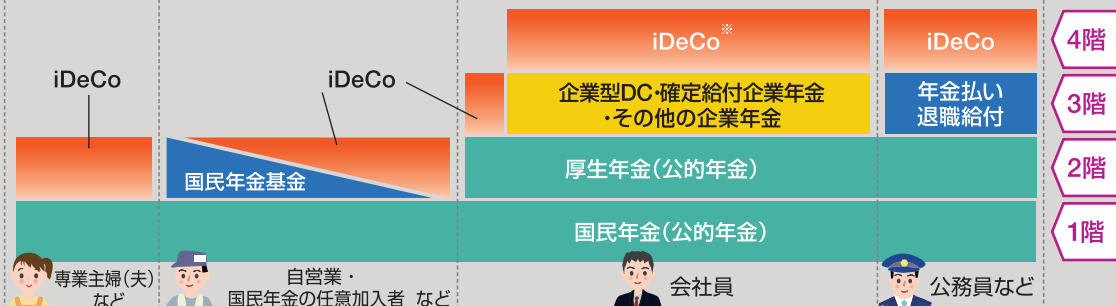 iDeCo※
iDeCo
4階
iDeCo
iDeCo
企業型DC・確定給付企業年金
・その他の企業年金
年金払い
退職給付
3階
国民年金基金
厚生年金(公的年金)
2階
国民年金(公的年金)
1階
専業主婦(夫)
など
自営業・
国民年金の任意加入者 など
会社員
公務員など